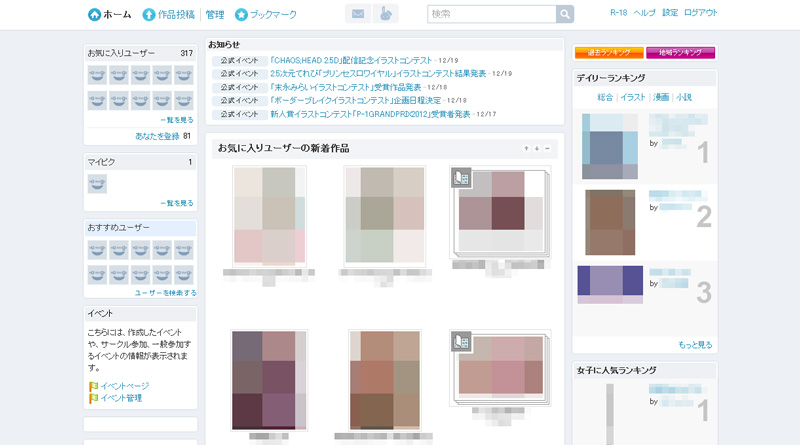 ホーム 作品投稿 管理 ブックマーク
検索
R-18 ヘルプ 設定 ログアウト
お気に入りユーザー 317
一覧を見る
あなたを登録 81
マイピク 1
一覧を見る
おすすめユーザー
ユーザーを検索する
イベント
こちらには、作成したイベント
や、サークル参加、一般参加す
るイベントの情報が表示されま
す。
イベントページ
イベント管理
お知らせ
公式イベント 「CHAOS;HEAD 2.5D」配信記念イラストコンテスト - 12/19
公式イベント 2.5次元てれび「プリンセスロワイヤル」イラストコンテスト結果発表 - 12/19
公式イベント 「末永みらいイラストコンテスト」受賞作品発表 - 12/18
公式イベント 「ボーダーブレイクイラストコンテスト」企画日程決定 - 12/18
公式イベント 新人賞イラストコンテスト「P-1GRANDPRIX2012」受賞者発表 - 12/17
お気に入りユーザーの新着作品
過去ランキング 地域ランキング
デイリーランキング
総合 | イラスト | 漫画 | 小説
by
1
by
2
by
3
もっと見る
女子に人気ランキング
by
1